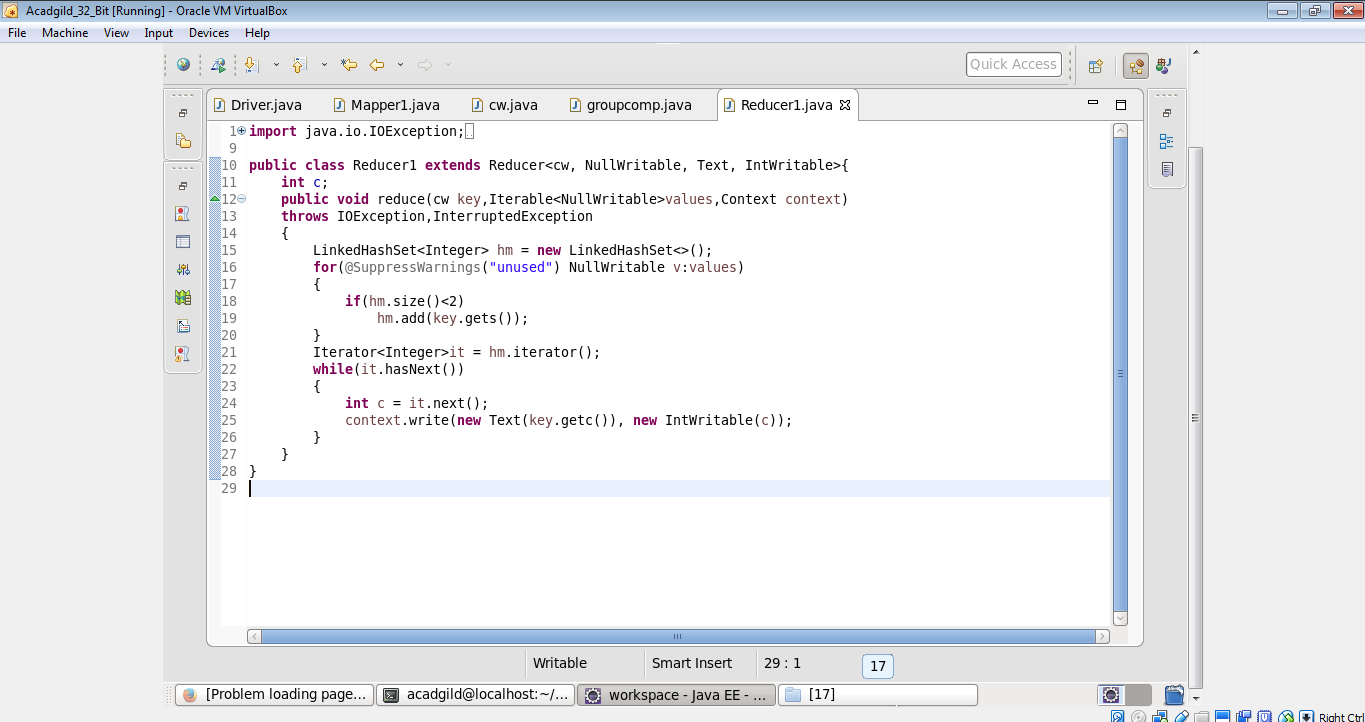 Acadgild_32_Bit [Running] - Oracle VM VirtualBox
File Machine View Input Devices Help
Quick Access
Driver.java Mapper1.java cw.java groupcomp.java Reducer1.java
1 import java.io.IOException;
9
10 public class Reducer1 extends Reducer<cw, NullWritable, Text, IntWritable>{
11 int c;
12 public void reduce(cw key,Iterable<NullWritable>values,Context context)
13 throws IOException,InterruptedException
14 {
15 LinkedHashSet<Integer> hm = new LinkedHashSet<>();
16 for(@SuppressWarnings("unused") NullWritable v:values)
17 {
18 if(hm.size()<2)
19 hm.add(key.gets());
20 }
21 Iterator<Integer>it = hm.iterator();
22 while(it.hasNext())
23 {
24 int c = it.next();
25 context.write(new Text(key.getc()), new IntWritable(c));
26 }
27 }
28 }
29
Writable Smart Insert 29 : 1 17
[Problem loading page... acadgild@localhost:~/... workspace - Java EE - ... [17]
Right Ctrl